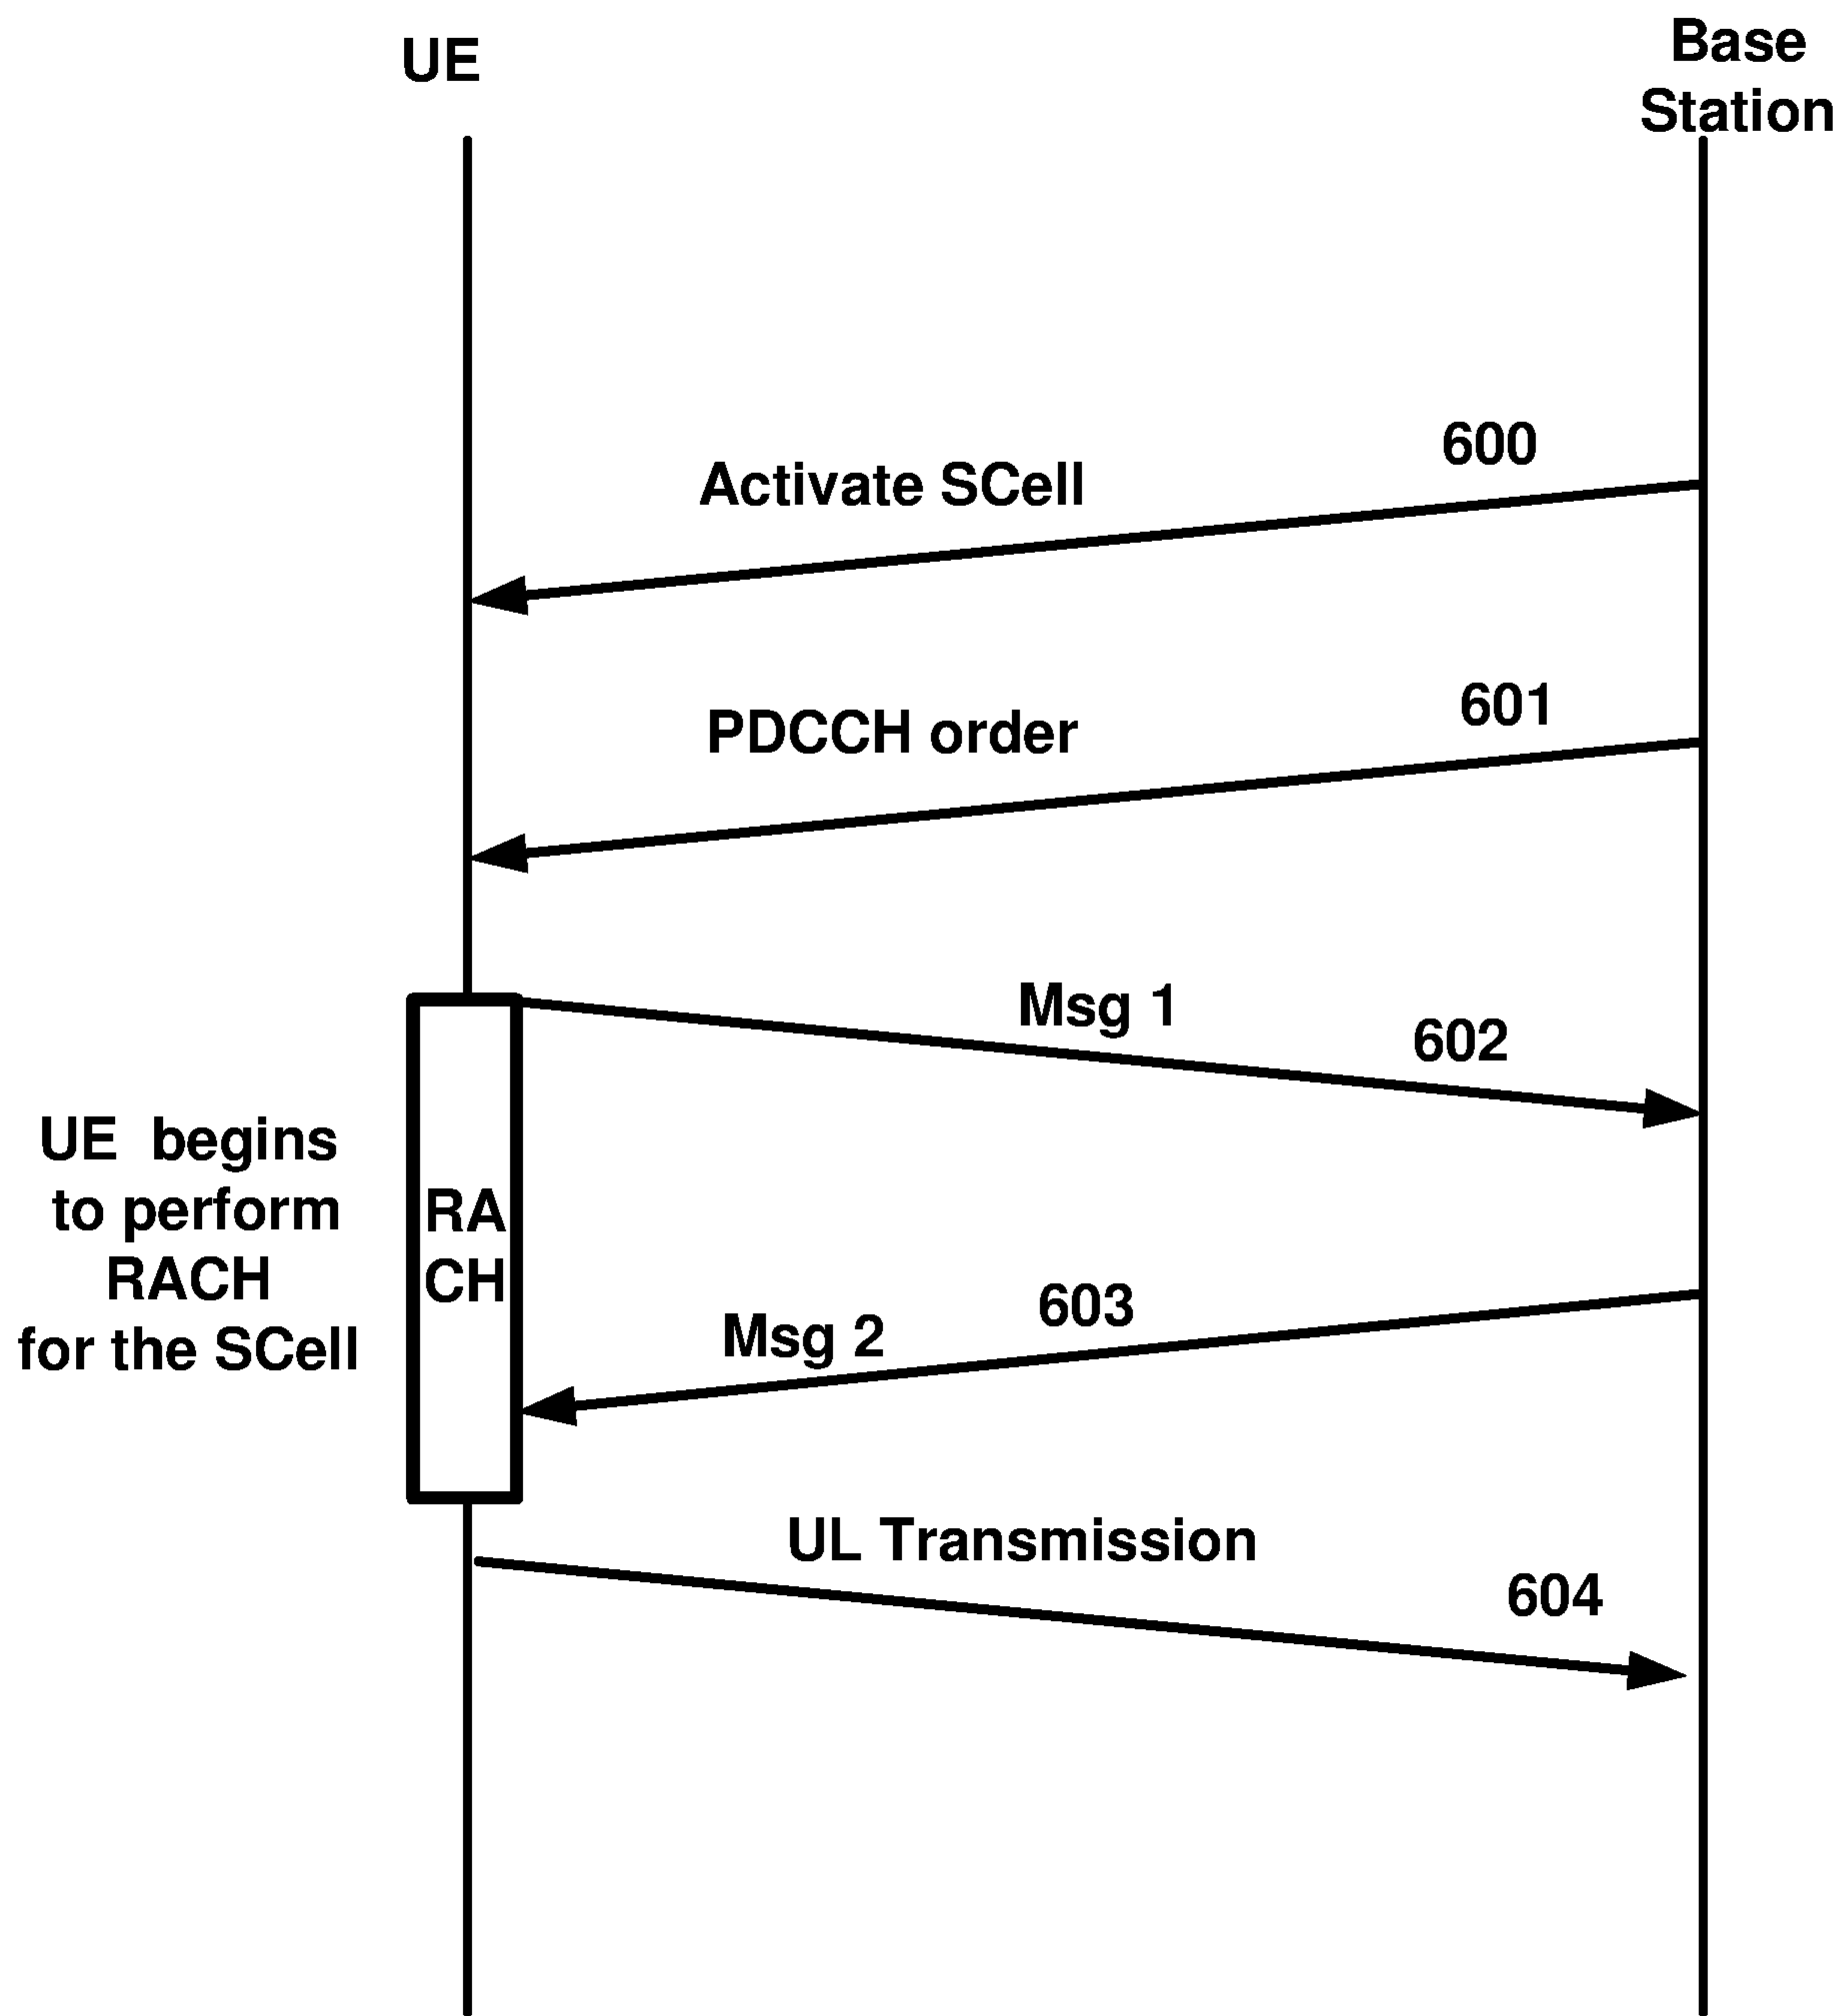 UE
Base
Station
600
Activate SCell
601
PDCCH order
Msg 1
602
UE begins
to perform
RACH
for the SCell
RA
CH
603
Msg 2
UL Transmission
604